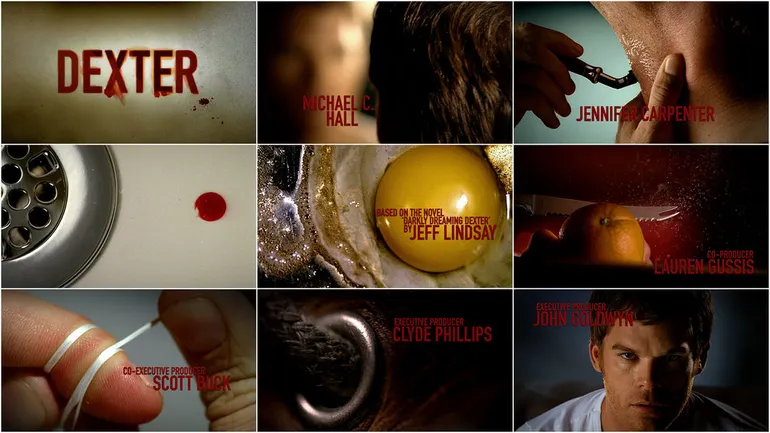 DEXTER
MICHAEL C.
HALL
JENNIFER CARPENTER
BASED ON THE NOVEL
"DARKLY DREAMING DEXTER"
BY
JEFF LINDSAY
CO-PRODUCER
LAUREN GUSSIS
CO-EXECUTIVE PRODUCER
SCOTT BUCK
EXECUTIVE PRODUCER
CLYDE PHILLIPS
EXECUTIVE PRODUCER
JOHN GOLDWYN